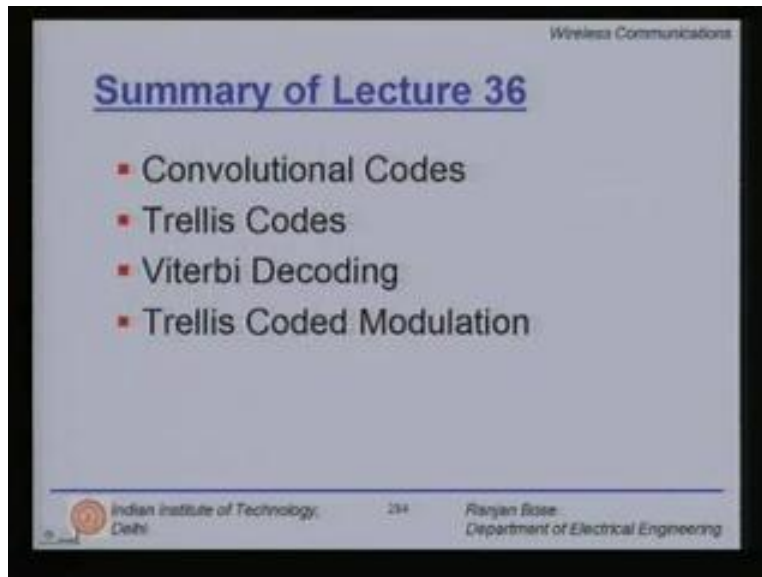 Wireless Communications
Summary of Lecture 36
Convolutional Codes
Trellis Codes
Viterbi Decoding
Trellis Coded Modulation
Indian Institute of Technology,
Delhi
Ranjan Bose
Department of Electrical Engineering